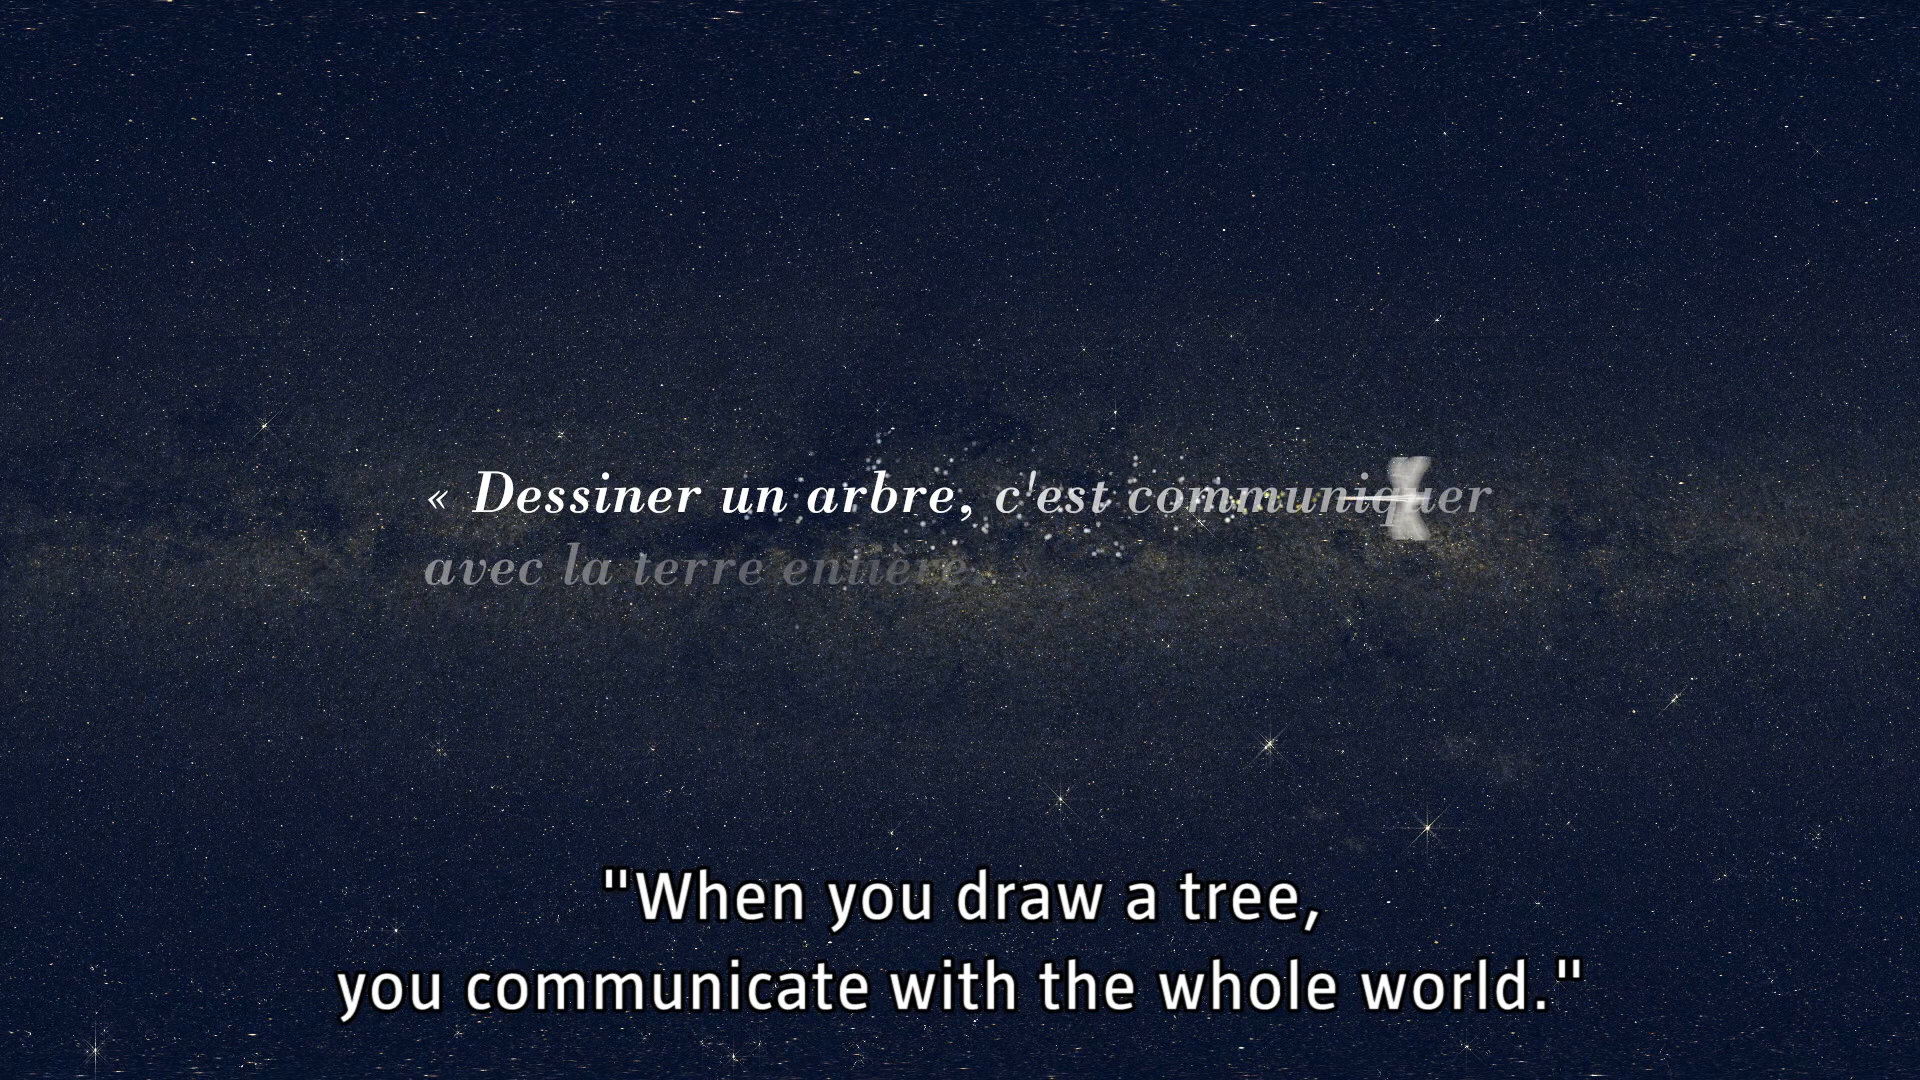 « Dessiner un arbre, c'est communiquer
avec la terre entière. »
"When you draw a tree,
you communicate with the whole world."